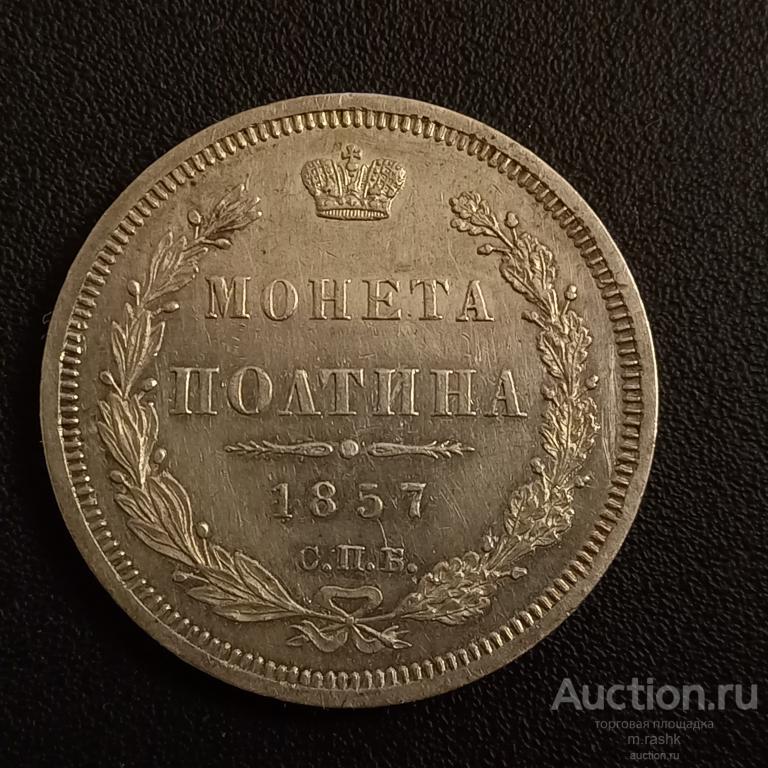 МОНЕТА
ПОЛТИНА
1857
С.П.Б.
Auction.ru
торговая площадка
m.rashk
auction.ru